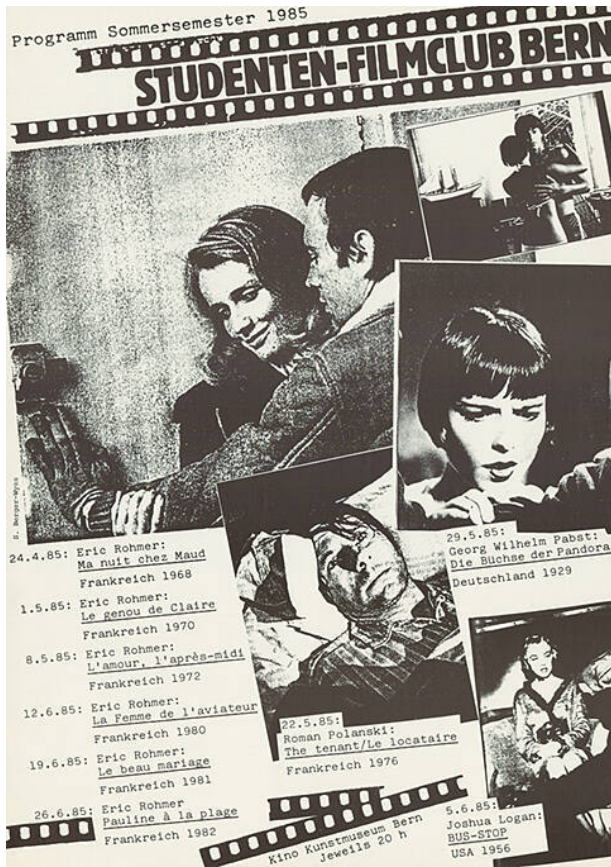 Programm Sommersemester 1985
STUDENTEN-FILMCLUB BERN
S. Berger-Wyss
24.4.85: Eric Rohmer:
Ma nuit chez Maud
Frankreich 1968
1.5.85: Eric Rohmer:
Le genou de Claire
Frankreich 1970
8.5.85: Eric Rohmer:
L'amour, l'après-midi
Frankreich 1972
12.6.85: Eric Rohmer:
La Femme de l'aviateur
Frankreich 1980
19.6.85: Eric Rohmer:
Le beau mariage
Frankreich 1981
26.6.85: Eric Rohmer
Pauline à la plage
Frankreich 1982
22.5.85:
Roman Polanski:
The tenant/Le locataire
Frankreich 1976
29.5.85:
Georg Wilhelm Pabst:
Die Büchse der Pandora
Deutschland 1929
5.6.85:
Joshua Logan:
BUS-STOP
USA 1956
Kino Kunstmuseum Bern
Jeweils 20 h